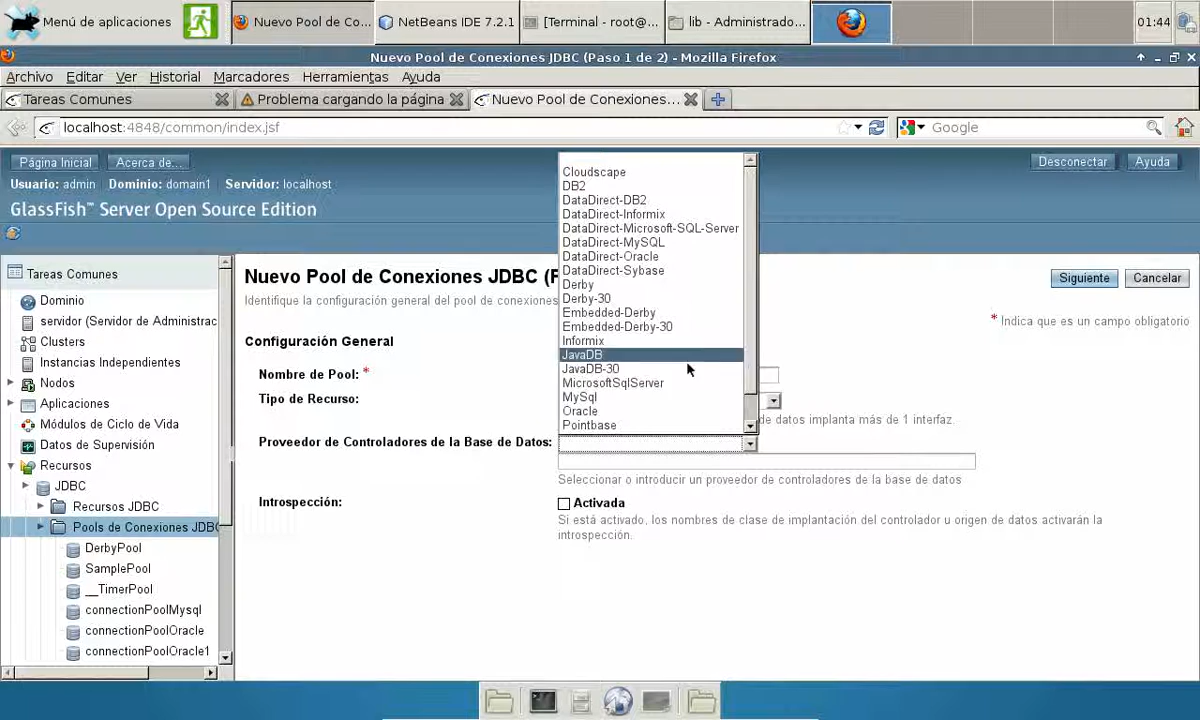 Menú de aplicaciones
Nuevo Pool de Co...
NetBeans IDE 7.2.1
[Terminal - root@...
lib - Administrado...
01:44
Nuevo Pool de Conexiones JDBC (Paso 1 de 2) - Mozilla Firefox
Archivo Editar Ver Historial Marcadores Herramientas Ayuda
Tareas Comunes
Problema cargando la página
Nuevo Pool de Conexiones...
localhost:4848/common/index.jsf
Google
Página Inicial
Acerca de...
Desconectar
Ayuda
Usuario: admin Dominio: domain1 Servidor: localhost
GlassFish™ Server Open Source Edition
Tareas Comunes
Dominio
servidor (Servidor de Administrac
Clusters
Instancias Independientes
Nodos
Aplicaciones
Módulos de Ciclo de Vida
Datos de Supervisión
Recursos
JDBC
Recursos JDBC
Pools de Conexiones JDBC
DerbyPool
SamplePool
__TimerPool
connectionPoolMysql
connectionPoolOracle
connectionPoolOracle1
Nuevo Pool de Conexiones JDBC (
Siguiente
Cancelar
Identifique la configuración general del pool de conexiones
* Indica que es un campo obligatorio
Configuración General
Nombre de Pool: *
Tipo de Recurso:
de datos implanta más de 1 interfaz.
Proveedor de Controladores de la Base de Datos:
Cloudscape
DB2
DataDirect-DB2
DataDirect-Informix
DataDirect-Microsoft-SQL-Server
DataDirect-MySQL
DataDirect-Oracle
DataDirect-Sybase
Derby
Derby-30
Embedded-Derby
Embedded-Derby-30
Informix
JavaDB
JavaDB-30
MicrosoftSqlServer
MySql
Oracle
Pointbase
Seleccionar o introducir un proveedor de controladores de la base de datos
Introspección:
Activada
Si está activado, los nombres de clase de implantación del controlador u origen de datos activarán la
introspección.